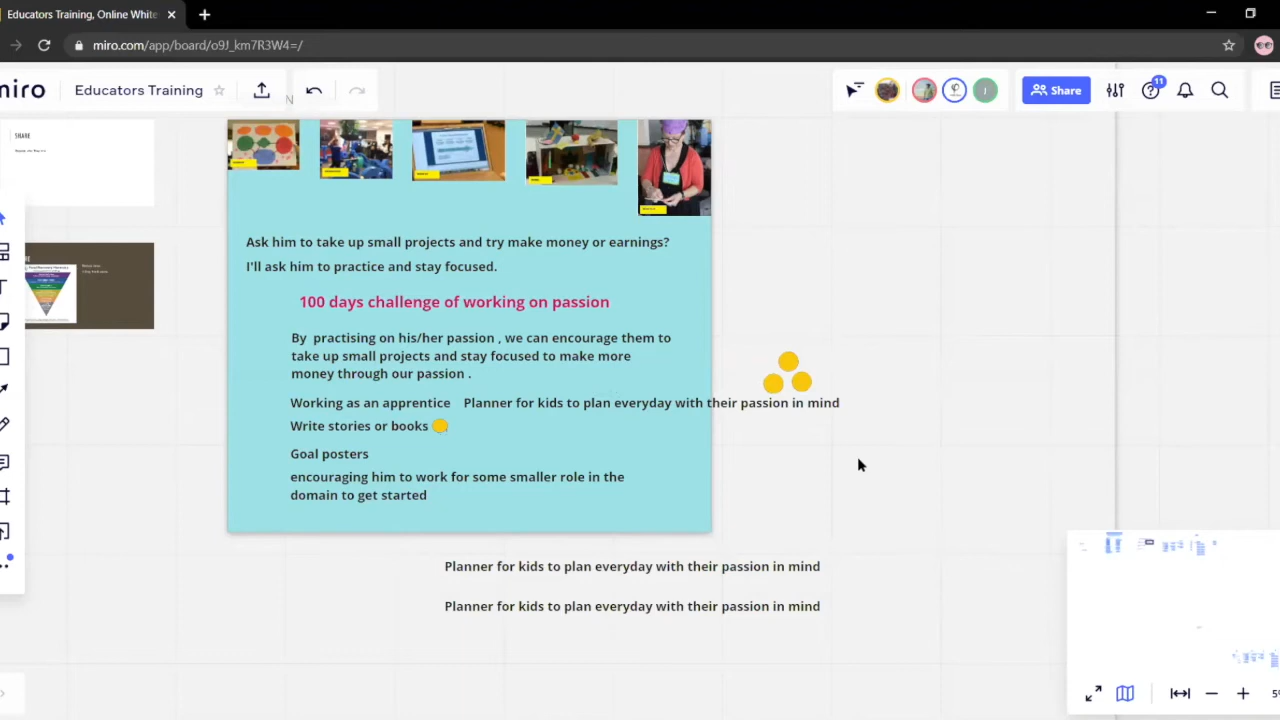 Educators Training, Online White
miro.com/app/board/o9J_km7R3W4=/
miro
Educators Training
N
J
Share
11
SHARE
Ask him to take up small projects and try make money or earnings?
I'll ask him to practice and stay focused.
100 days challenge of working on passion
By practising on his/her passion , we can encourage them to
take up small projects and stay focused to make more
money through our passion .
Working as an apprentice Planner for kids to plan everyday with their passion in mind
Write stories or books
Goal posters
encouraging him to work for some smaller role in the
domain to get started
Planner for kids to plan everyday with their passion in mind
Planner for kids to plan everyday with their passion in mind